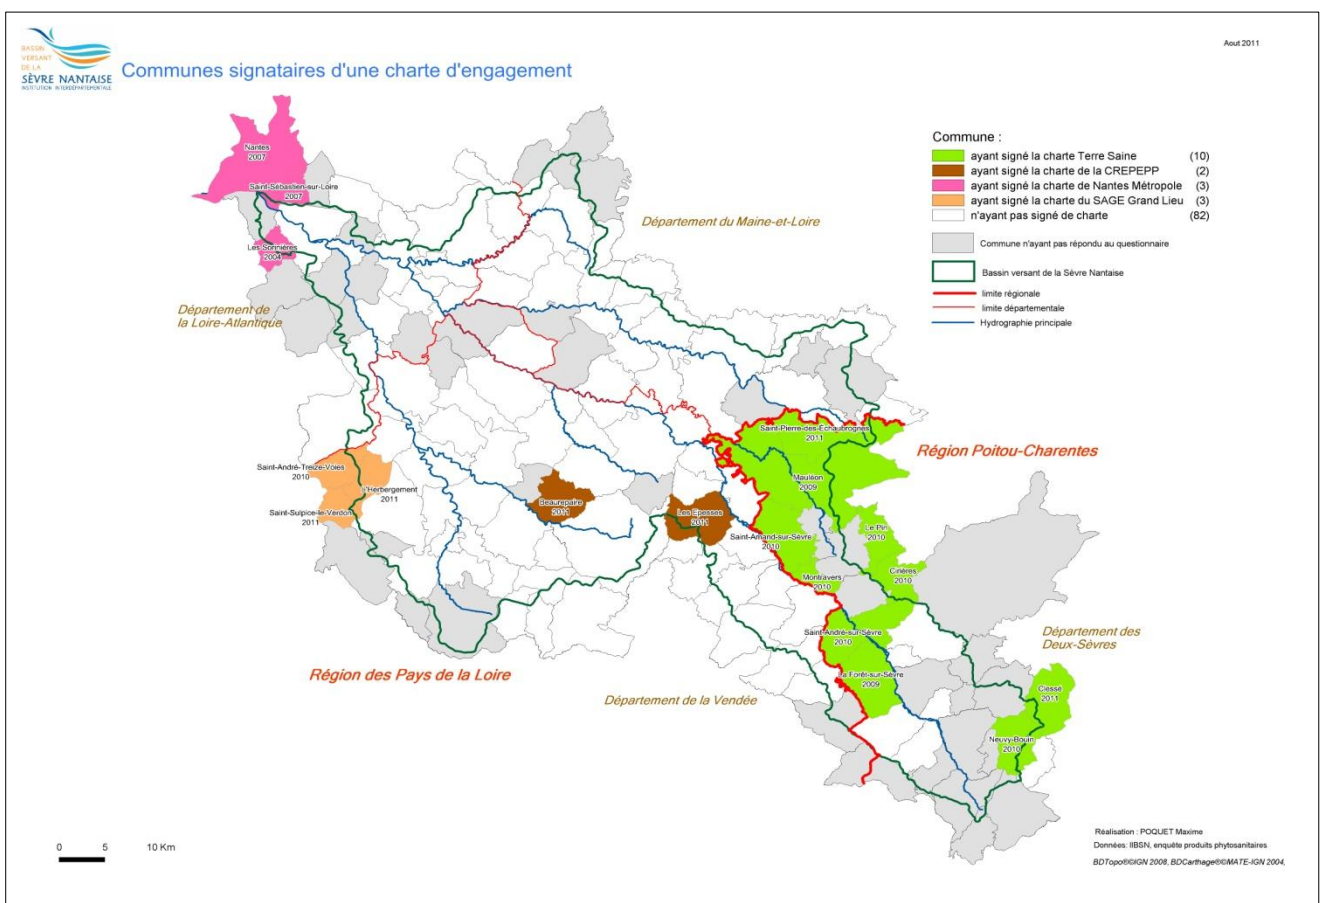 Aout 2011
BASSIN
VERSANT
DE LA
SÈVRE NANTAISE
INSTITUTION INTERDÉPARTEMENTALE
Communes signataires d'une charte d'engagement
Commune :
ayant signé la charte Terre Saine (10)
ayant signé la charte de la CREPEPP (2)
ayant signé la charte de Nantes Métropole (3)
ayant signé la charte du SAGE Grand Lieu (3)
n'ayant pas signé de charte (82)
Commune n'ayant pas répondu au questionnaire
Bassin versant de la Sèvre Nantaise
limite régionale
limite départementale
Hydrographie principale
Nantes
2007
Saint-Sébastien-sur-Loire
2007
Les Sorinières
2004
Département du Maine-et-Loire
Département de
la Loire-Atlantique
Saint-Pierre-des-Echaubrognes
2011
Région Poitou-Charentes
Saint-André-Treize-Voies
2010
Mauléon
2009
l'Herbergement
2011
Saint-Sulpice-le-Verdon
2011
Beaurepaire
2011
Les Epesses
2011
Le Pin
2010
Saint-Amand-sur-Sèvre
2010
Montravers
2010
Cirières
2010
Saint-André-sur-Sèvre
2010
Département des
Deux-Sèvres
Région des Pays de la Loire
La Forêt-sur-Sèvre
2009
Département de la Vendée
Clessé
2011
Neuvy-Bouin
2010
0 5 10 Km
Réalisation : POQUET Maxime
Données: IIBSN, enquête produits phytosanitaires
BDTopo®©IGN 2008, BDCarthage®©MATE-IGN 2004,